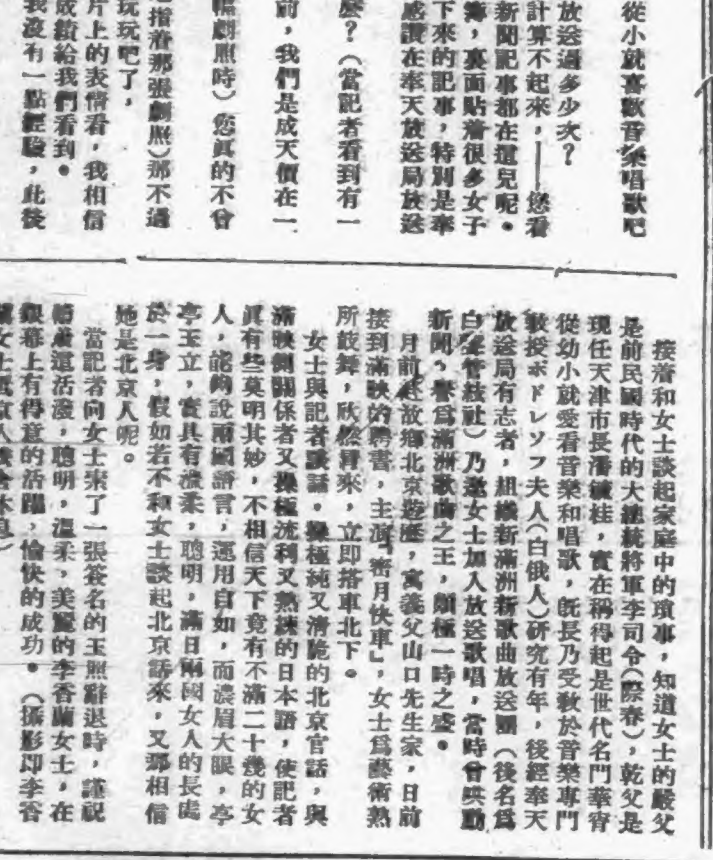 從小就喜歡音樂唱歌吧
放送過多少次?
計算不起來,——您看
新聞記事都在這兒呢。
簿,裏面貼着很多女子
下來的記事,特別是奉
感讚在奉天放送局放送
麼?(當記者看到有一
前,我們是成天價在一
劇照時)您真的不會
指着那張劇照)那不過
玩玩吧了,
片上的表情看,我相信
成績給我們看到。
我沒有一點經驗,此後
接着和女士談起家庭中的瑣事,知道女士的嚴父
是前民國時代的大總統將軍李司令(際春),乾父是
現任天津市長潘毓桂,實在稱得起是世代名門華胄
從幼小就愛看音樂和唱歌,既長乃受教於音樂專門
教授ポドレソフ夫人(白俄人)研究有年,後經奉天
放送局有志者,組織新滿洲新歌曲放送團(後名爲
白聲管絃社)乃邀女士加入放送歌唱,當時曾哄動
新聞,譽爲滿洲歌曲之王,頗極一時之盛。
月前赴故鄉北京遊歷,寓義父山口先生家,日前
接到滿映的聘書,主演『密月快車』,女士爲藝術熱
所鼓舞,欣然冒來,立即搭車北下。
女士與記者談話。操極純又清脆的北京官話,與
滿映側關係者又操極流利又熟練的日本語,使記者
眞有些莫明其妙,不相信天下竟有不滿二十幾的女
人,能夠說兩國語言,運用自如,而濃眉大眼,亭
亭玉立,實具有溫柔,聰明,滿日兩國女人的長處
於一身,假如若不和女士談起北京話來,又哪相信
她是北京人呢。
當記者向女士索了一張簽名的玉照辭退時,謹祝
活潑,聰明,溫柔,美麗的李香蘭女士,在
銀幕上有得意的活躍,愉快的成功。(攝影即李香
蘭女士